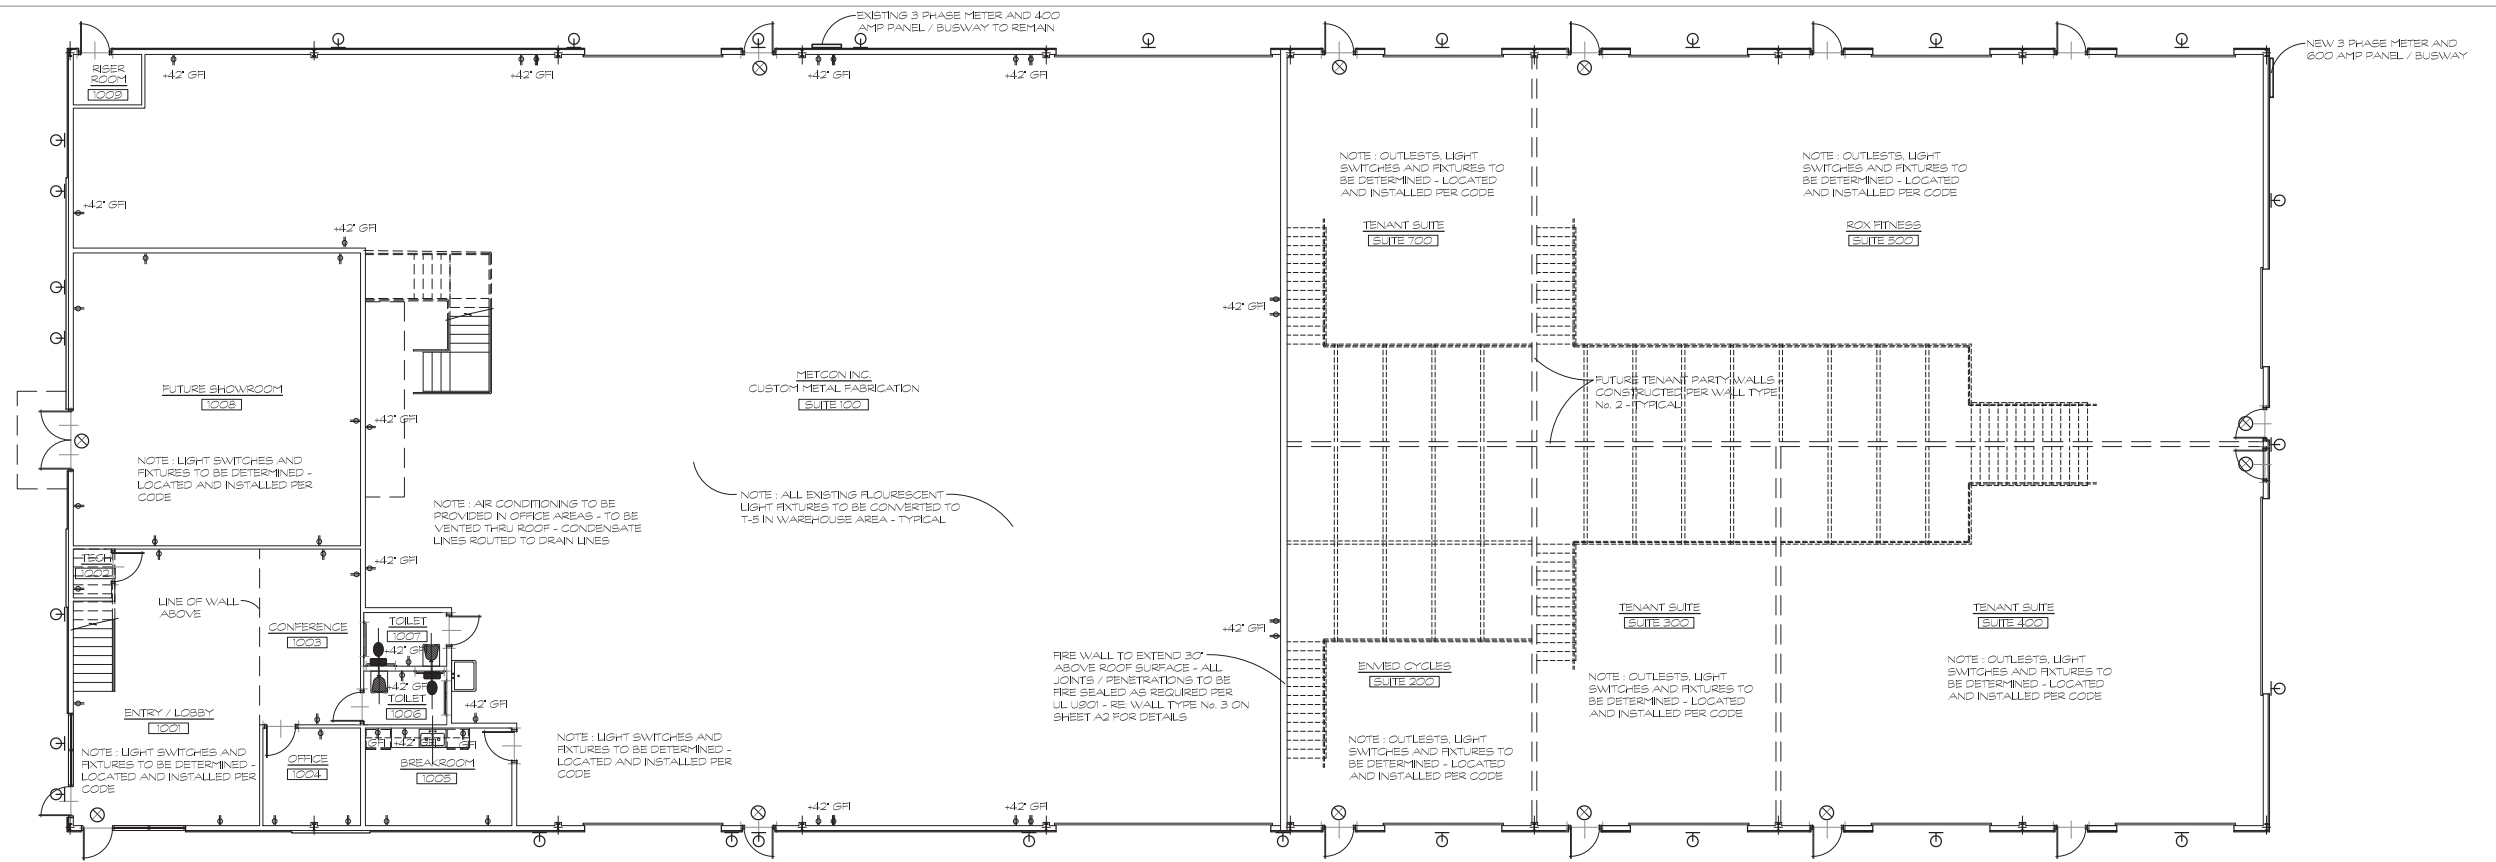 EXISTING 3 PHASE METER AND 400
AMP PANEL / BUSWAY TO REMAIN
NEW 3 PHASE METER AND
600 AMP PANEL / BUSWAY
RISER
ROOM
1009
+42" GFI
+42" GFI
+42" GFI
+42" GFI
+42" GFI
+42" GFI
NOTE : OUTLESTS, LIGHT
SWITCHES AND FIXTURES TO
BE DETERMINED - LOCATED
AND INSTALLED PER CODE
TENANT SUITE
SUITE 700
NOTE : OUTLESTS, LIGHT
SWITCHES AND FIXTURES TO
BE DETERMINED - LOCATED
AND INSTALLED PER CODE
ROX FITNESS
SUITE 500
+42" GFI
FUTURE SHOWROOM
1008
METCON INC.
CUSTOM METAL FABRICATION
SUITE 100
FUTURE TENANT PARTY WALLS -
CONSTRUCTED PER WALL TYPE
No. 2 - TYPICAL
+42" GFI
NOTE : LIGHT SWITCHES AND
FIXTURES TO BE DETERMINED -
LOCATED AND INSTALLED PER
CODE
NOTE : AIR CONDITIONING TO BE
PROVIDED IN OFFICE AREAS - TO BE
VENTED THRU ROOF - CONDENSATE
LINES ROUTED TO DRAIN LINES
NOTE : ALL EXISTING FLOURESCENT
LIGHT FIXTURES TO BE CONVERTED TO
T-5 IN WAREHOUSE AREA - TYPICAL
+42" GFI
TECH
1002
LINE OF WALL
ABOVE
CONFERENCE
1003
TOILET
1007
+42" GFI
+42" GFI
TOILET
1006
+42" GFI
+42" GFI
FIRE WALL TO EXTEND 30"
ABOVE ROOF SURFACE - ALL
JOINTS / PENETRATIONS TO BE
FIRE SEALED AS REQUIRED PER
UL U901 - RE: WALL TYPE No. 3 ON
SHEET A2 FOR DETAILS
ENVIED CYCLES
SUITE 200
TENANT SUITE
SUITE 300
TENANT SUITE
SUITE 400
NOTE : OUTLESTS, LIGHT
SWITCHES AND FIXTURES TO
BE DETERMINED - LOCATED
AND INSTALLED PER CODE
NOTE : OUTLESTS, LIGHT
SWITCHES AND FIXTURES TO
BE DETERMINED - LOCATED
AND INSTALLED PER CODE
ENTRY / LOBBY
1001
NOTE : LIGHT SWITCHES AND
FIXTURES TO BE DETERMINED -
LOCATED AND INSTALLED PER
CODE
OFFICE
1004
GFI
+42" GFI
GFI
BREAKROOM
1005
NOTE : LIGHT SWITCHES AND
FIXTURES TO BE DETERMINED -
LOCATED AND INSTALLED PER
CODE
NOTE : OUTLESTS, LIGHT
SWITCHES AND FIXTURES TO
BE DETERMINED - LOCATED
AND INSTALLED PER CODE
+42" GFI
+42" GFI